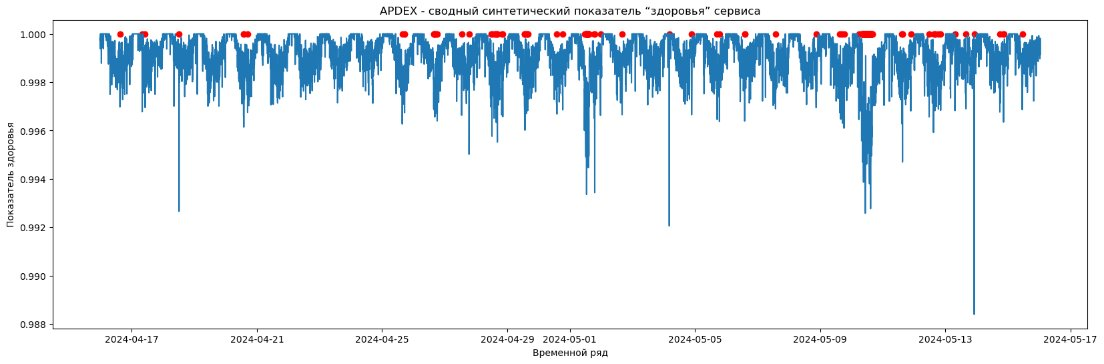 APDEX - сводный синтетический показатель “здоровья” сервиса
Показатель здоровья
1.000
0.998
0.996
0.994
0.992
0.990
0.988
2024-04-17 2024-04-21 2024-04-25 2024-04-29 2024-05-01 2024-05-05 2024-05-09 2024-05-13 2024-05-17
Временной ряд